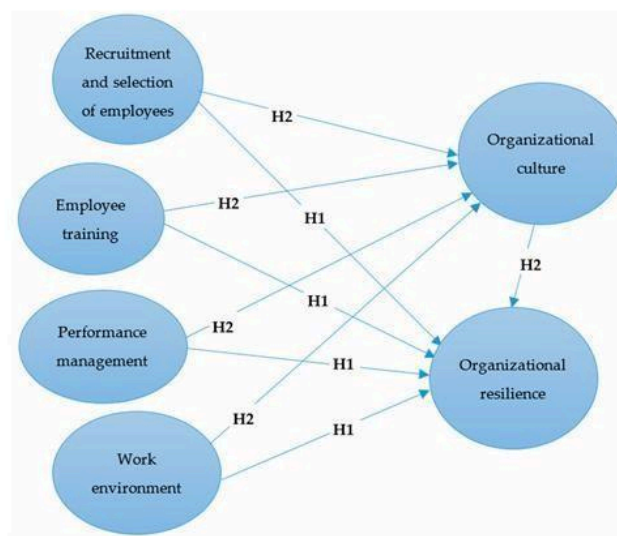 Recruitment
and selection
of employees
H2
Organizational
culture
Employee
training
H2
H1
H2
H1
Performance
management
H2
H1
Organizational
resilience
H2
H1
Work
environment